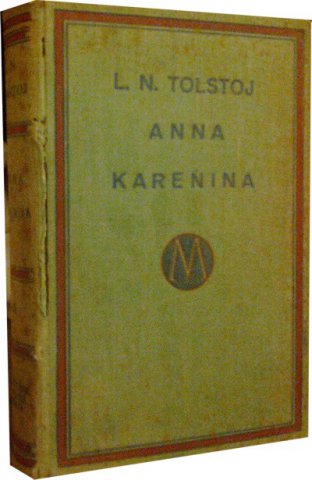 L. N. TOLSTOJ
ANNA
KARENINA
M